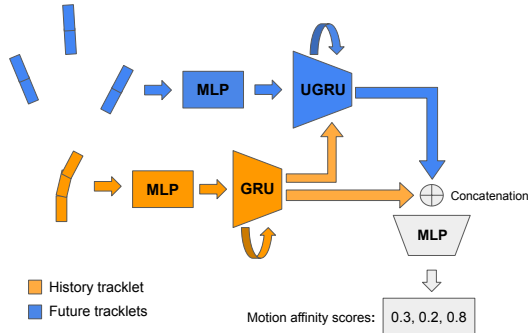 MLP
UGRU
MLP
GRU
Concatenation
MLP
History tracklet
Future tracklets
Motion affinity scores:
0.3, 0.2, 0.8